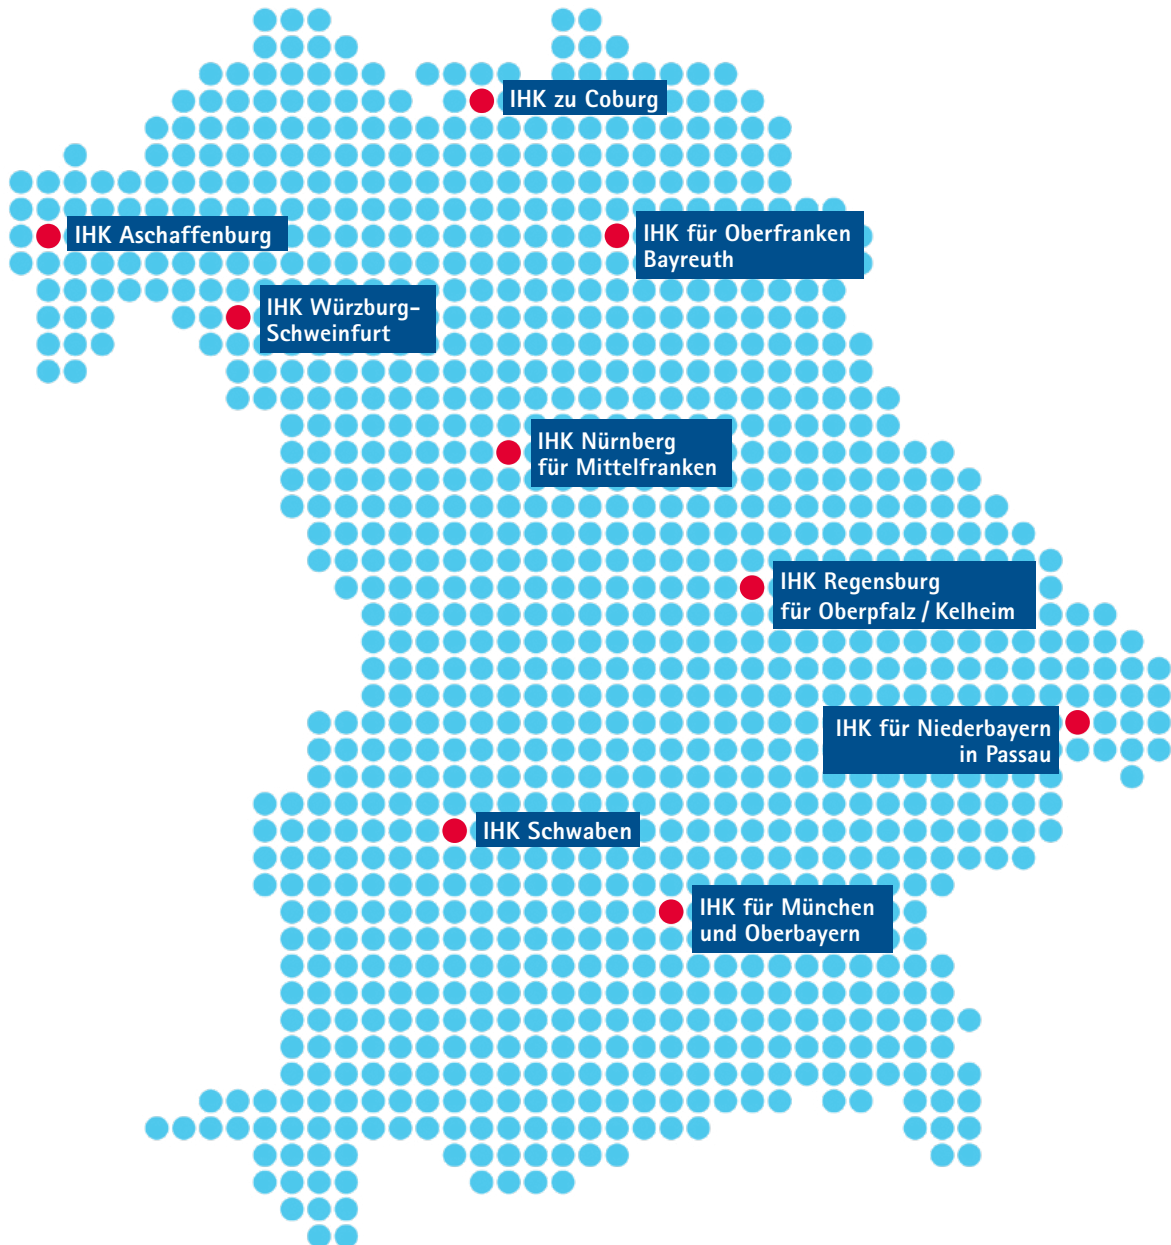 IHK zu Coburg
IHK Aschaffenburg
IHK für Oberfranken
Bayreuth
IHK Würzburg-
Schweinfurt
IHK Nürnberg
für Mittelfranken
IHK Regensburg
für Oberpfalz / Kelheim
IHK für Niederbayern
in Passau
IHK Schwaben
IHK für München
und Oberbayern